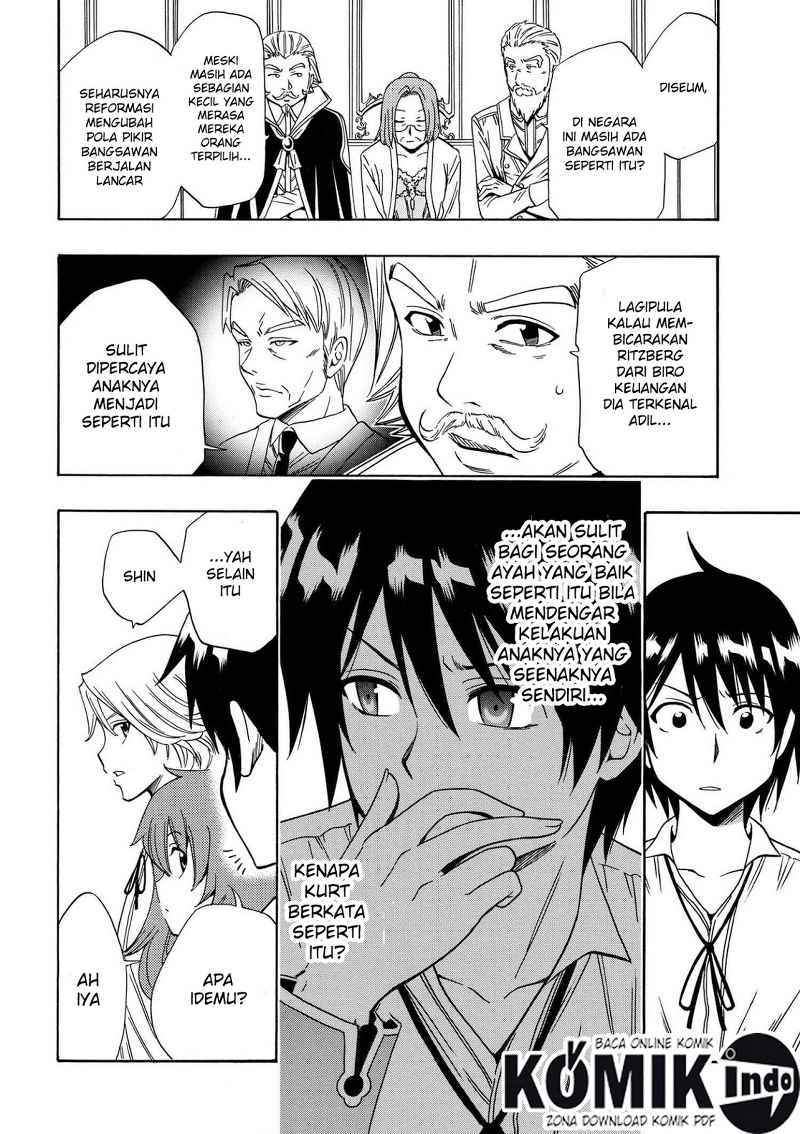 DISEUM,
DI NEGARA
INI MASIH ADA
BANGSAWAN
SEPERTI ITU?
MESKI
MASIH ADA
SEBAGIAN
KECIL YANG
MERASA
MEREKA
ORANG
TERPILIH...
SEHARUSNYA
REFORMASI
MENGUBAH
POLA PIKIR
BANGSAWAN
BERJALAN
LANCAR
LAGIPULA
KALAU MEM-
BICARAKAN
RITZBERG
DARI BIRO
KEUANGAN
DIA TERKENAL
ADIL...
SULIT
DIPERCAYA
ANAKNYA
MENJADI
SEPERTI ITU
...AKAN SULIT
BAGI SEORANG
AYAH YANG BAIK
SEPERTI ITU BILA
MENDENGAR
KELAKUAN
ANAKNYA YANG
SEENAKNYA
SENDIRI...
KENAPA
KURT
BERKATA
SEPERTI
ITU?
...YAH
SELAIN
ITU
SHIN
APA
IDEMU?
AH
IYA
BACA ONLINE KOMIK
KOMIK Indo
ZONA DOWNLOAD KOMIK PDF